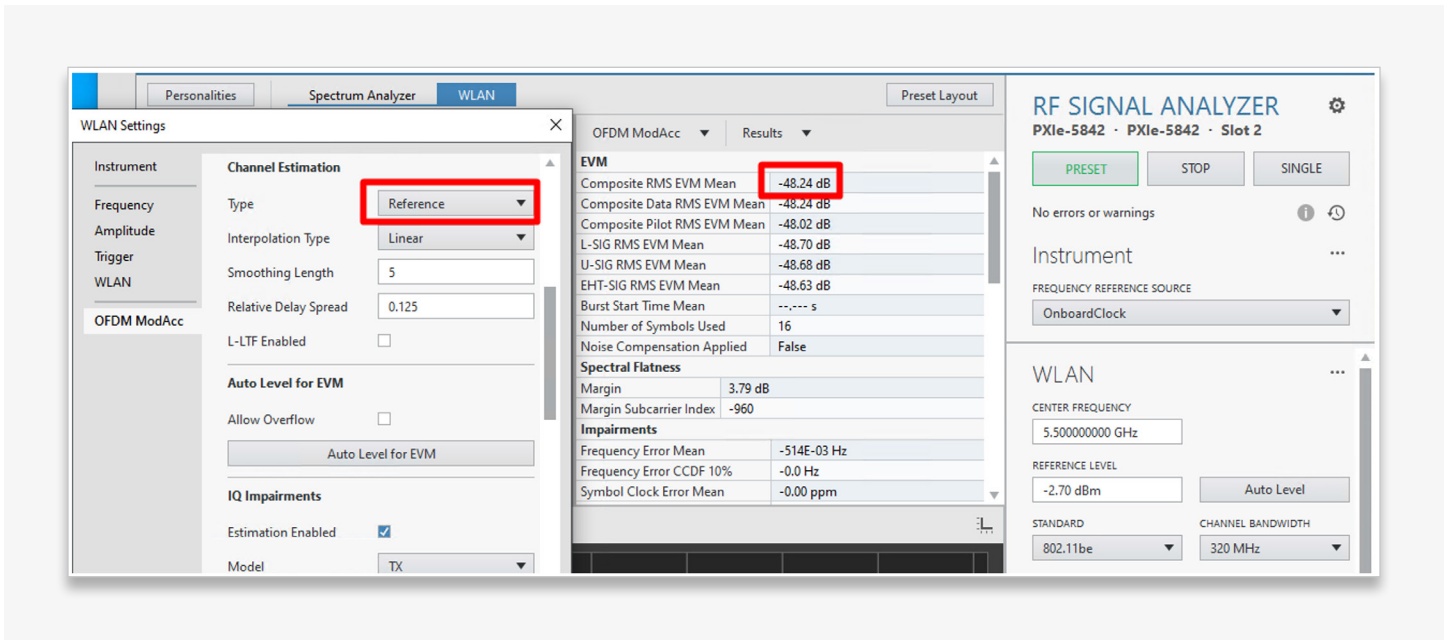 Personalities
Spectrum Analyzer
WLAN
Preset Layout
WLAN Settings
Instrument
Frequency
Amplitude
Trigger
WLAN
OFDM ModAcc
Channel Estimation
Type
Reference
Interpolation Type
Linear
Smoothing Length
5
Relative Delay Spread
0.125
L-LTF Enabled
Auto Level for EVM
Allow Overflow
Auto Level for EVM
IQ Impairments
Estimation Enabled
Model
TX
OFDM ModAcc
Results
EVM
Composite RMS EVM Mean -48.24 dB
Composite Data RMS EVM Mean -48.24 dB
Composite Pilot RMS EVM Mean -48.02 dB
L-SIG RMS EVM Mean -48.70 dB
U-SIG RMS EVM Mean -48.68 dB
EHT-SIG RMS EVM Mean -48.63 dB
Burst Start Time Mean --.--- s
Number of Symbols Used 16
Noise Compensation Applied False
Spectral Flatness
Margin 3.79 dB
Margin Subcarrier Index -960
Impairments
Frequency Error Mean -514E-03 Hz
Frequency Error CCDF 10% -0.0 Hz
Symbol Clock Error Mean -0.00 ppm
RF SIGNAL ANALYZER
PXIe-5842 · PXIe-5842 · Slot 2
PRESET
STOP
SINGLE
No errors or warnings
Instrument
FREQUENCY REFERENCE SOURCE
OnboardClock
WLAN
CENTER FREQUENCY
5.500000000 GHz
REFERENCE LEVEL
-2.70 dBm
Auto Level
STANDARD
CHANNEL BANDWIDTH
802.11be
320 MHz